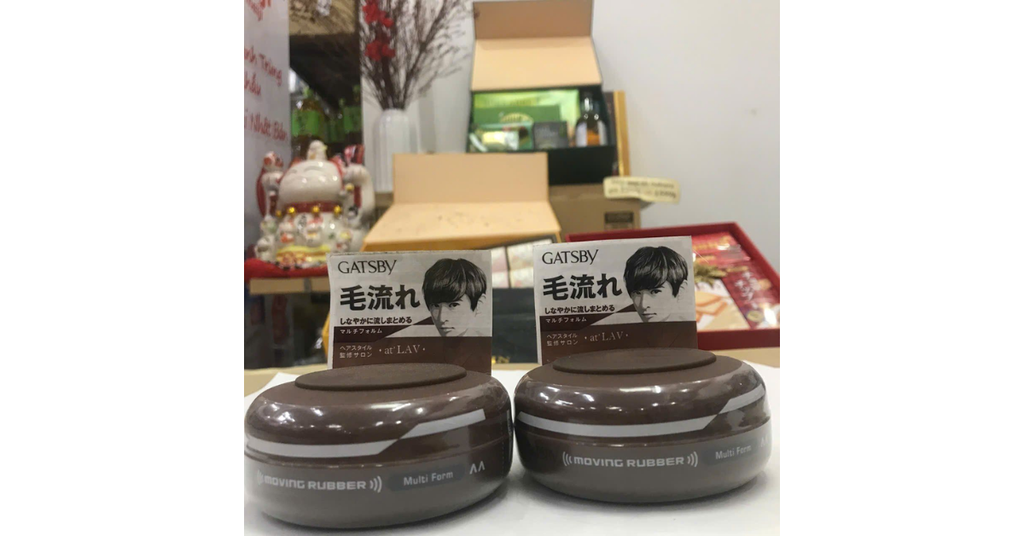 Nhật Bản
GATSBY
毛流れ
しなやかに流しまとめる
マルチフォルム
ヘアスタイル
監修サロン
・at' LAV・
GATSBY
毛流れ
しなやかに流しまとめる
マルチフォルム
ヘアスタイル
監修サロン
・at' LAV・
MOVING RUBBER
Multi Form
MOVING RUBBER
Multi Form